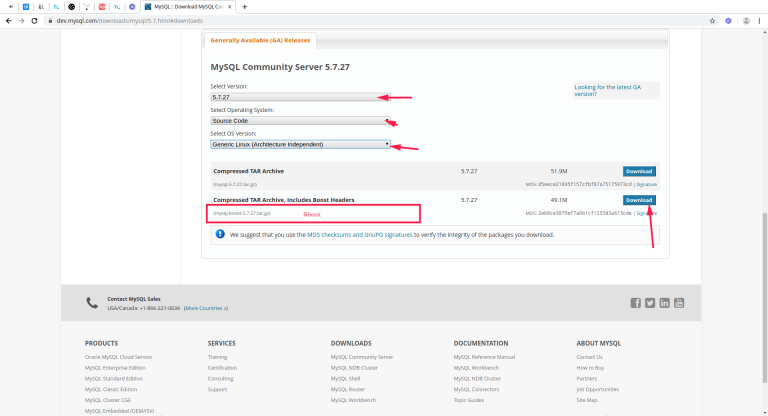 MySQL :: Download MySQL Con
dev.mysql.com/downloads/mysql/5.7.html#downloads
Generally Available (GA) Releases
MySQL Community Server 5.7.27
Select Version:
5.7.27
Looking for the latest GA
version?
Select Operating System:
Source Code
Select OS Version:
Generic Linux (Architecture Independent)
Compressed TAR Archive 5.7.27 51.9M Download
(mysql-5.7.27.tar.gz) MD5: | Signature
Compressed TAR Archive, Includes Boost Headers 5.7.27 49.1M Download
(mysql-boost-5.7.27.tar.gz) 带boost MD5: | Signature
We suggest that you use the MD5 checksums and GnuPG signatures to verify the integrity of the packages you download.
Contact MySQL Sales
USA/Canada: +1-866-221-0634 (More Countries »)
PRODUCTS SERVICES DOWNLOADS DOCUMENTATION ABOUT MYSQL
Oracle MySQL Cloud Service Training MySQL Community Server MySQL Reference Manual Contact Us
MySQL Enterprise Edition Certification MySQL NDB Cluster MySQL Workbench How to Buy
MySQL Standard Edition Consulting MySQL Shell MySQL NDB Cluster Partners
MySQL Classic Edition Support MySQL Router MySQL Connectors Job Opportunities
MySQL Cluster CGE MySQL Workbench Topic Guides Site Map
MySQL Embedded (OEM/ISV)